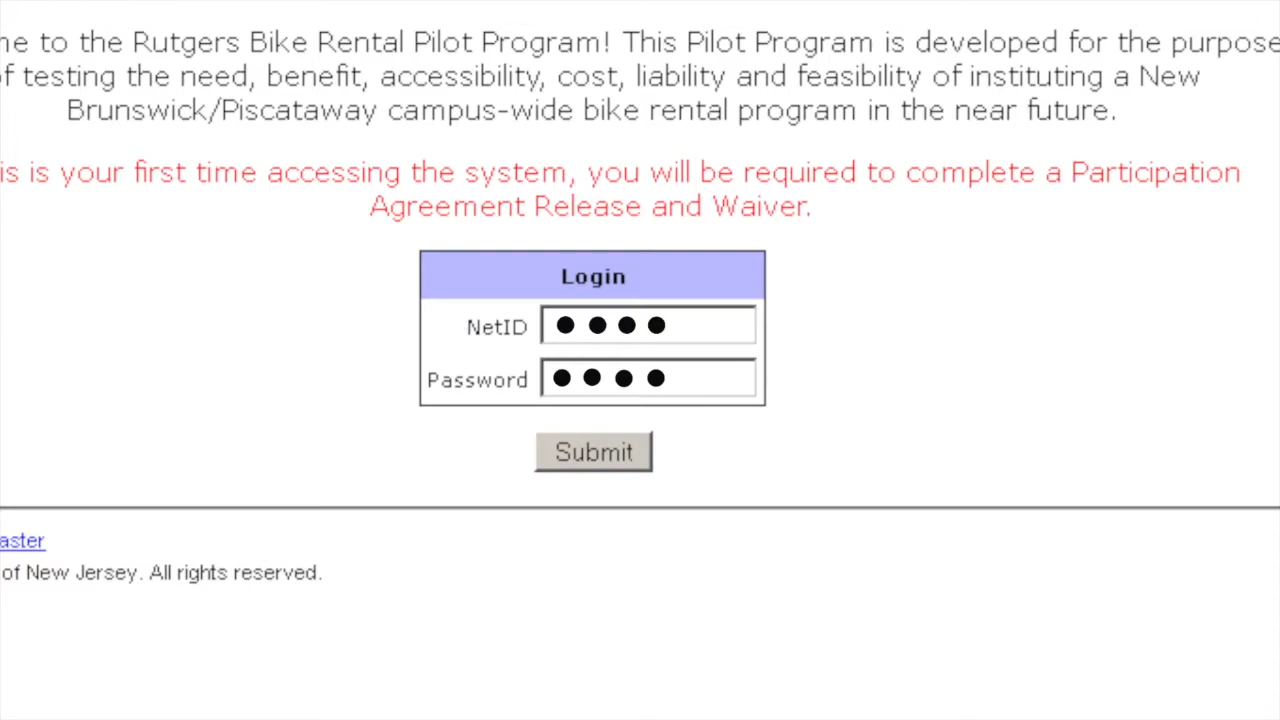 me to the Rutgers Bike Rental Pilot Program! This Pilot Program is developed for the purpose
of testing the need, benefit, accessibility, cost, liability and feasibility of instituting a New
Brunswick/Piscataway campus-wide bike rental program in the near future.
is is your first time accessing the system, you will be required to complete a Participation
Agreement Release and Waiver.
Login
NetID ●●●●
Password ●●●●
Submit
aster
of New Jersey. All rights reserved.